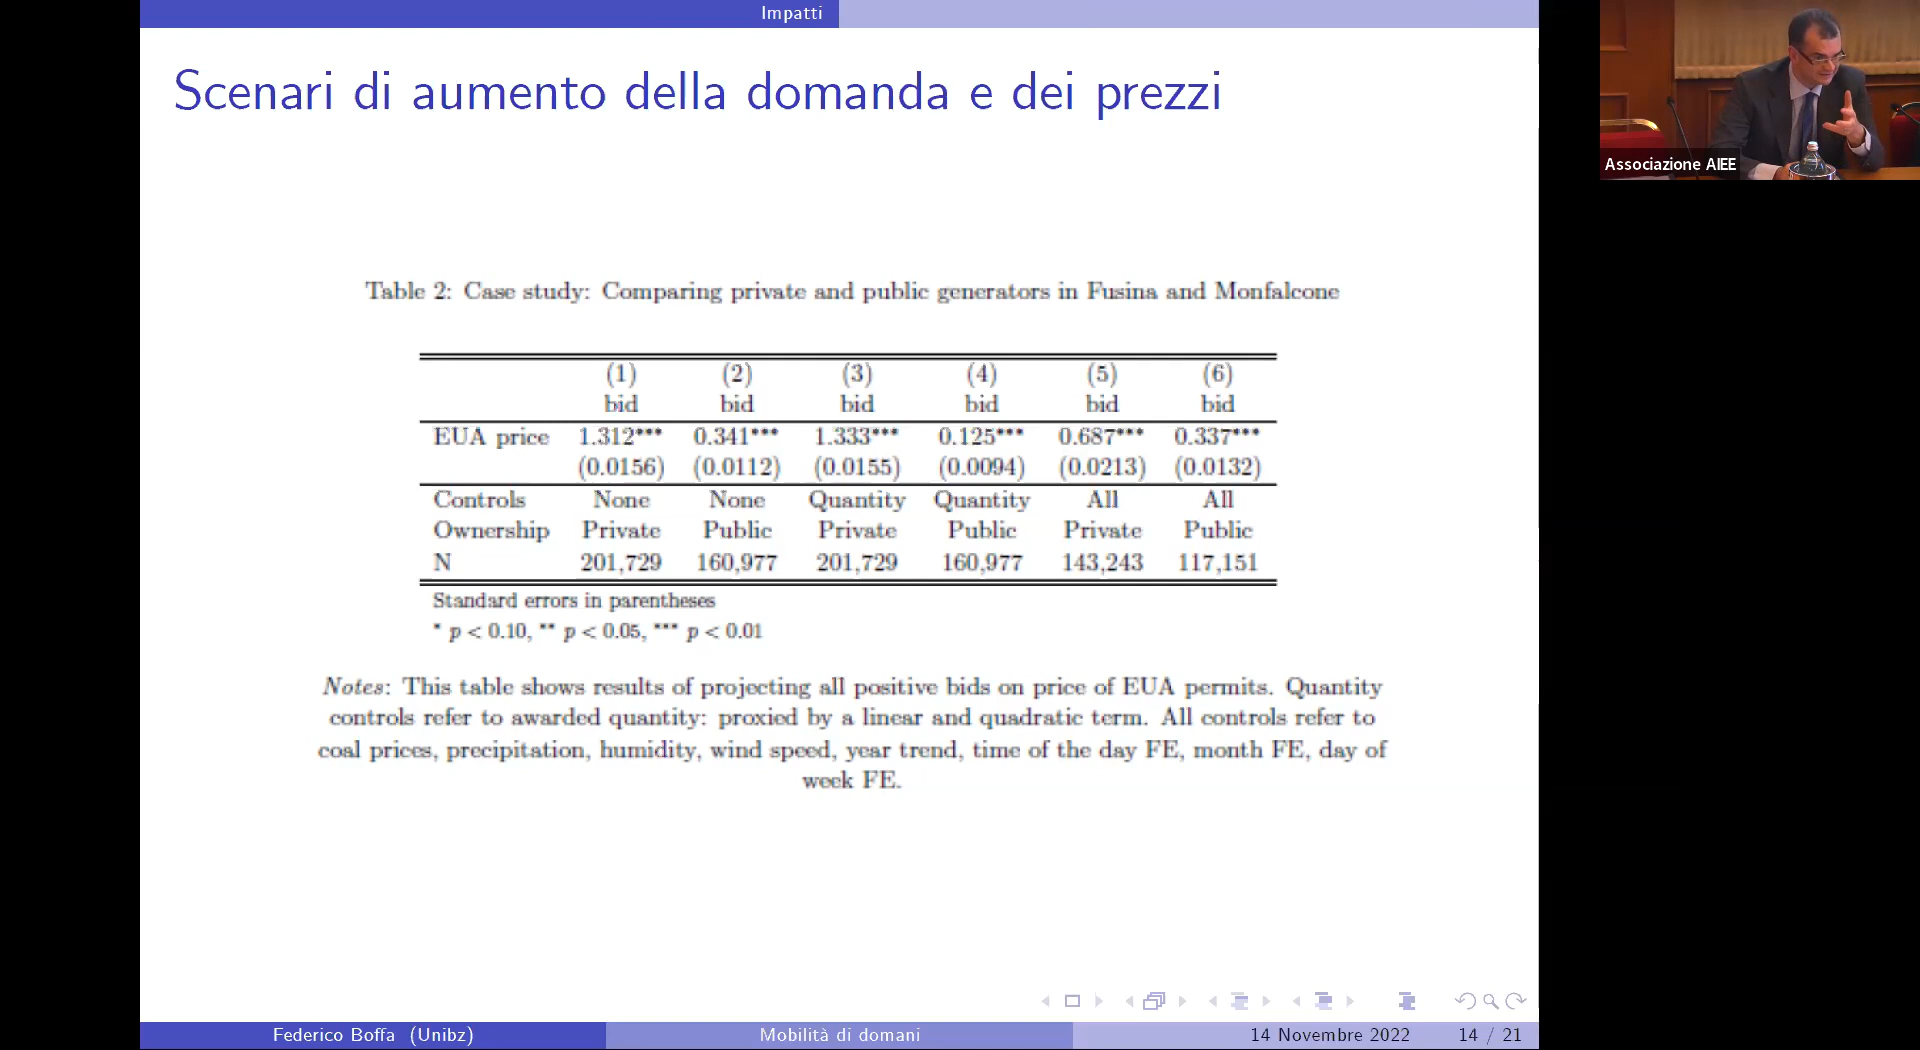 Impatti
Scenari di aumento della domanda e dei prezzi
Associazione AIEE
Table 2: Case study: Comparing private and public generators in Fusina and Monfalcone
(1) (2) (3) (4) (5) (6)
bid bid bid bid bid bid
EUA price 1.312*** 0.341*** 1.333*** 0.125*** 0.687*** 0.337***
(0.0156) (0.0112) (0.0155) (0.0094) (0.0213) (0.0132)
Controls None None Quantity Quantity All All
Ownership Private Public Private Public Private Public
N 201,729 160,977 201,729 160,977 143,243 117,151
Standard errors in parentheses
* p < 0.10, ** p < 0.05, *** p < 0.01
Notes: This table shows results of projecting all positive bids on price of EUA permits. Quantity
controls refer to awarded quantity: proxied by a linear and quadratic term. All controls refer to
coal prices, precipitation, humidity, wind speed, year trend, time of the day FE, month FE, day of
week FE.
Federico Boffa (Unibz) Mobilità di domani 14 Novembre 2022 14 / 21